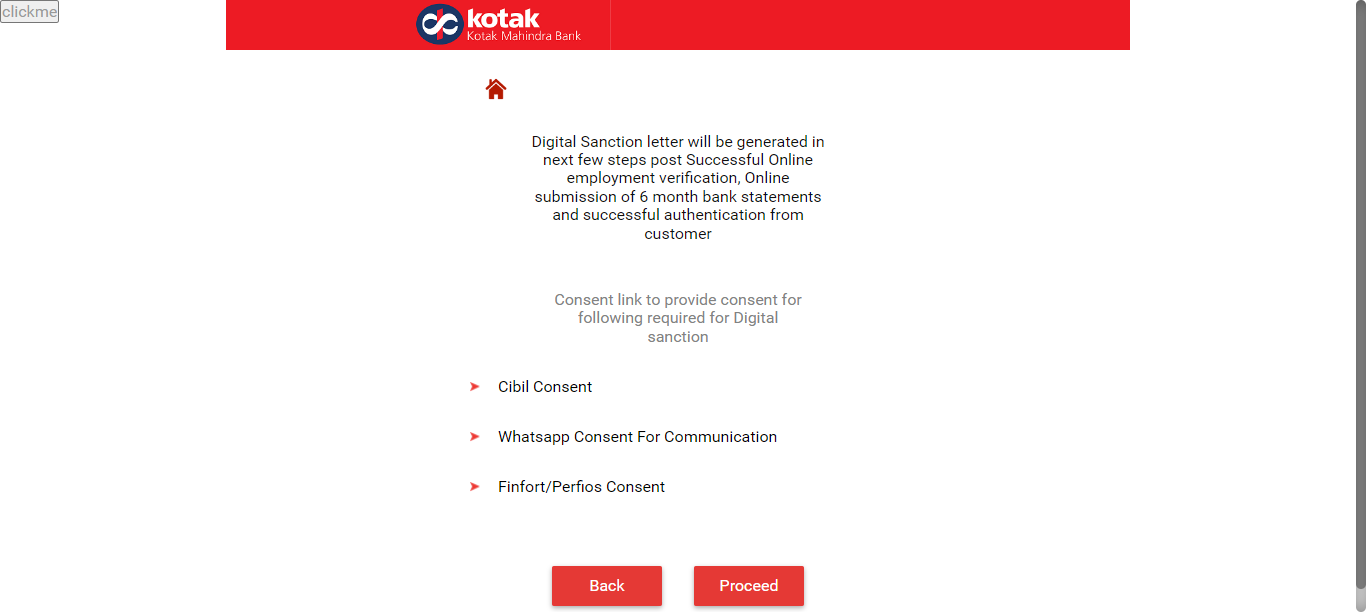 clickme
kotak
Kotak Mahindra Bank
Digital Sanction letter will be generated in
next few steps post Successful Online
employment verification, Online
submission of 6 month bank statements
and successful authentication from
customer
Consent link to provide consent for
following required for Digital
sanction
Cibil Consent
Whatsapp Consent For Communication
Finfort/Perfios Consent
Back
Proceed